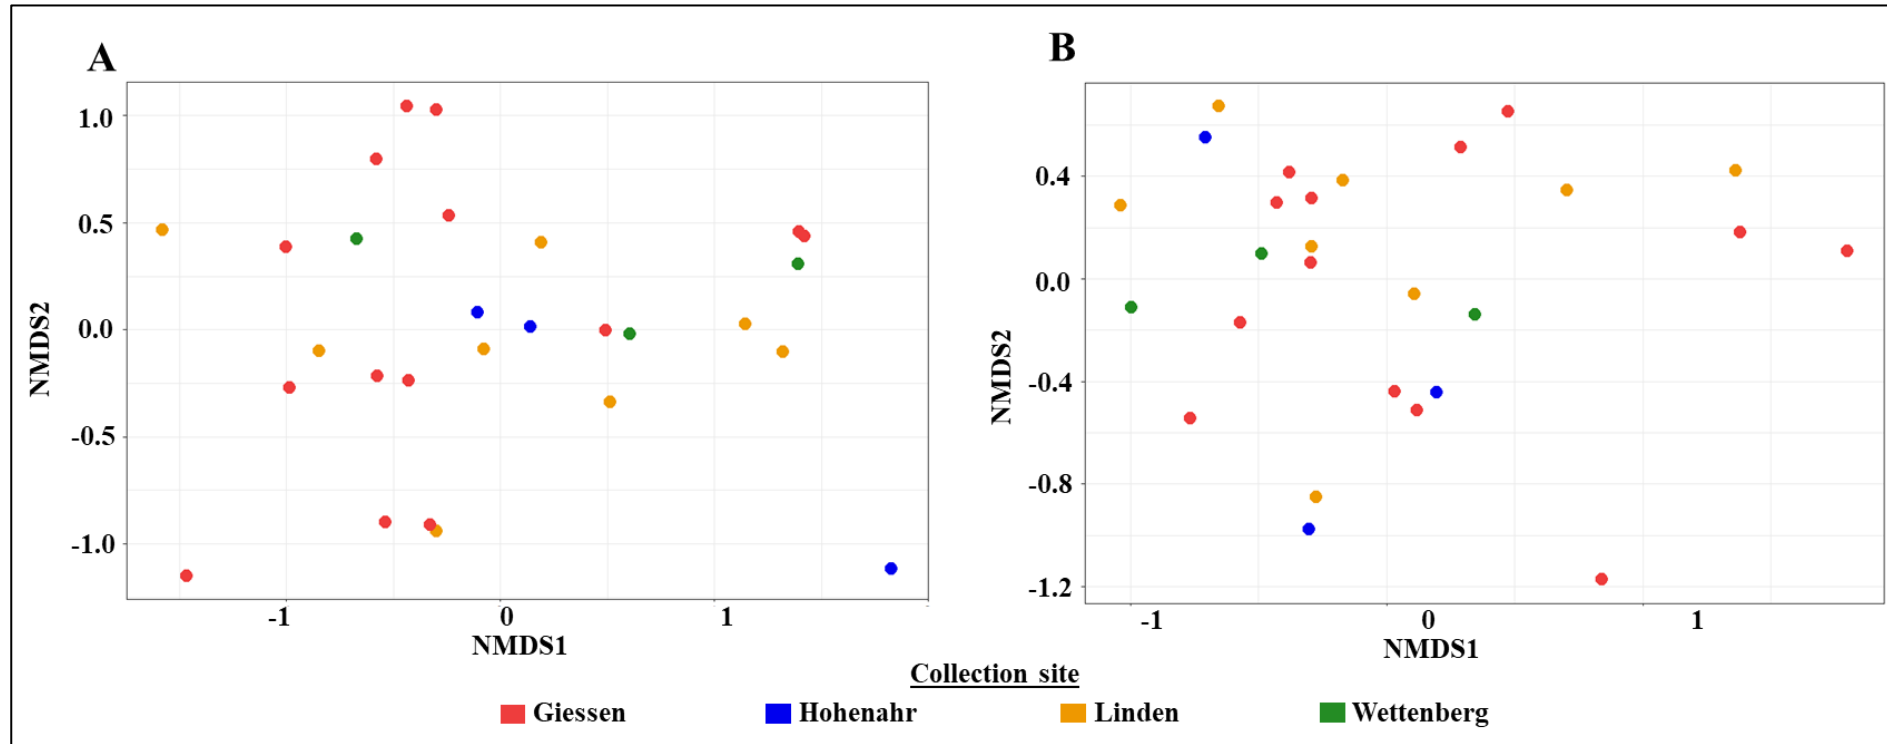 A
B
1.0
0.5
0.0
-0.5
-1.0
NMDS2
-1 0 1
NMDS1
0.4
0.0
-0.4
-0.8
-1.2
NMDS2
-1 0 1
NMDS1
Collection site
Giessen Hohenahr Linden Wettenberg